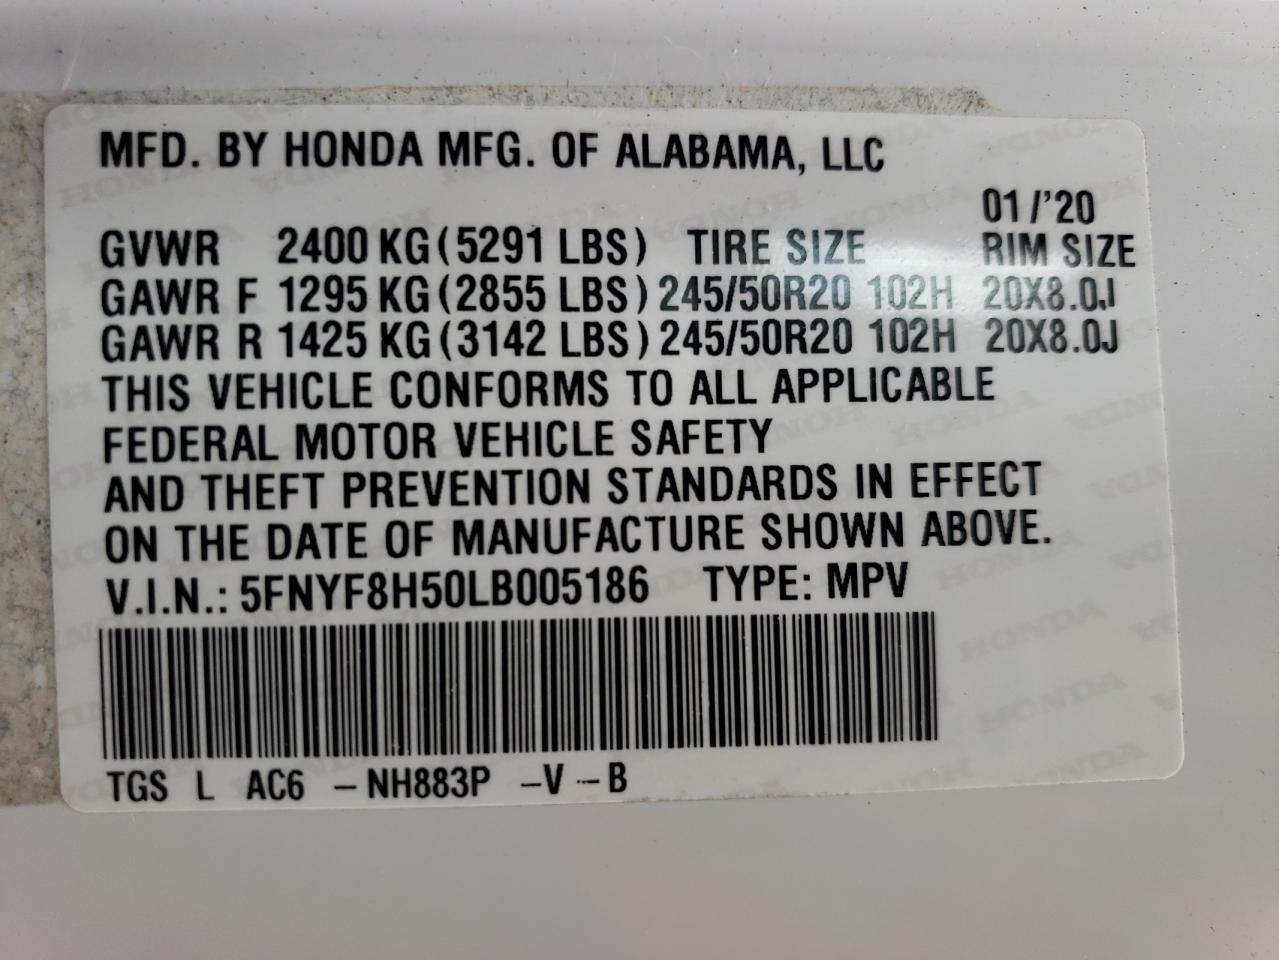 MFD. BY HONDA MFG. OF ALABAMA, LLC
01/'20
GVWR 2400 KG (5291 LBS) TIRE SIZE RIM SIZE
GAWR F 1295 KG (2855 LBS) 245/50R20 102H 20X8.0J
GAWR R 1425 KG (3142 LBS) 245/50R20 102H 20X8.0J
THIS VEHICLE CONFORMS TO ALL APPLICABLE
FEDERAL MOTOR VEHICLE SAFETY
AND THEFT PREVENTION STANDARDS IN EFFECT
ON THE DATE OF MANUFACTURE SHOWN ABOVE.
V.I.N.: 5FNYF8H50LB005186 TYPE: MPV
TGS L AC6 -NH883P -V -B